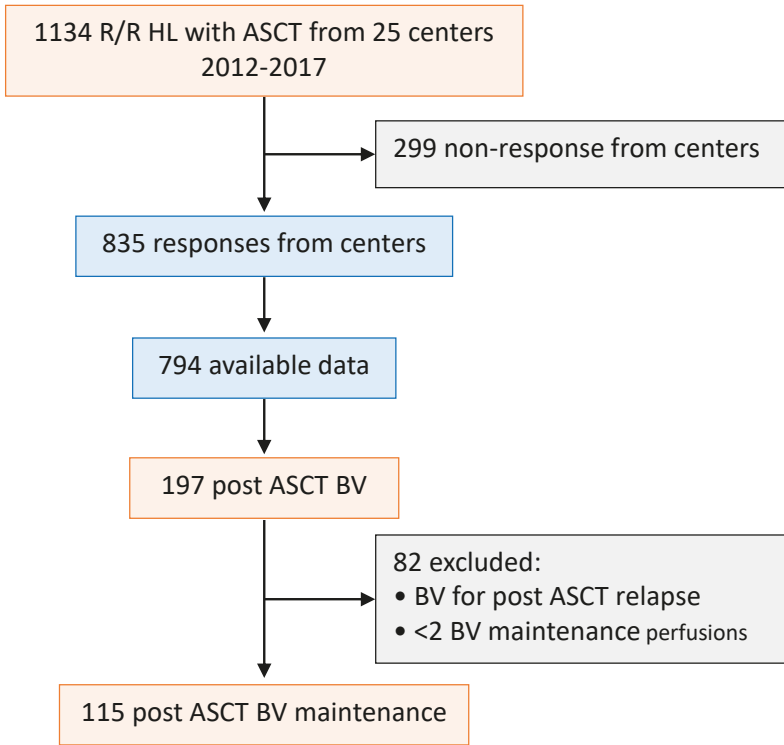 1134 R/R HL with ASCT from 25 centers
2012-2017
299 non-response from centers
835 responses from centers
794 available data
197 post ASCT BV
82 excluded:
• BV for post ASCT relapse
• <2 BV maintenance perfusions
115 post ASCT BV maintenance